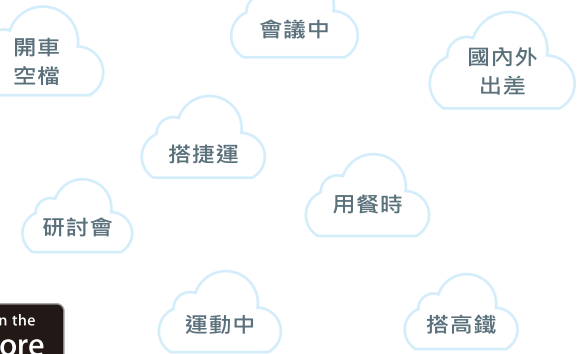 會議中
開車
空檔
國內外
出差
搭捷運
用餐時
研討會
運動中
搭高鐵
n the
ore